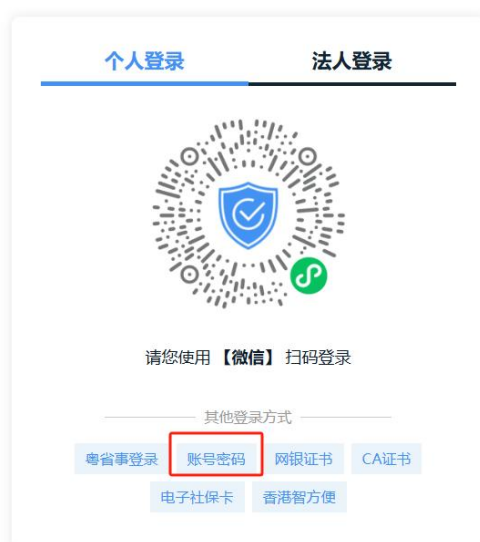 个人登录 法人登录
请您使用【微信】扫码登录
其他登录方式
粤省事登录 账号密码 网银证书 CA证书
电子社保卡 香港智方便